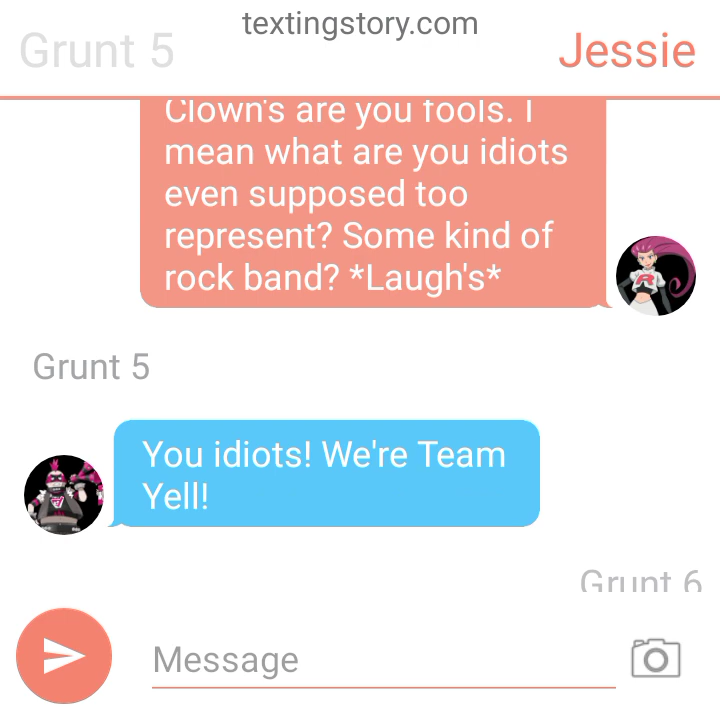 textingstory.com
Grunt 5
Jessie
Clown's are you fools. I
mean what are you idiots
even supposed too
represent? Some kind of
rock band? *Laugh's*
Grunt 5
You idiots! We're Team
Yell!
Grunt 6
Message